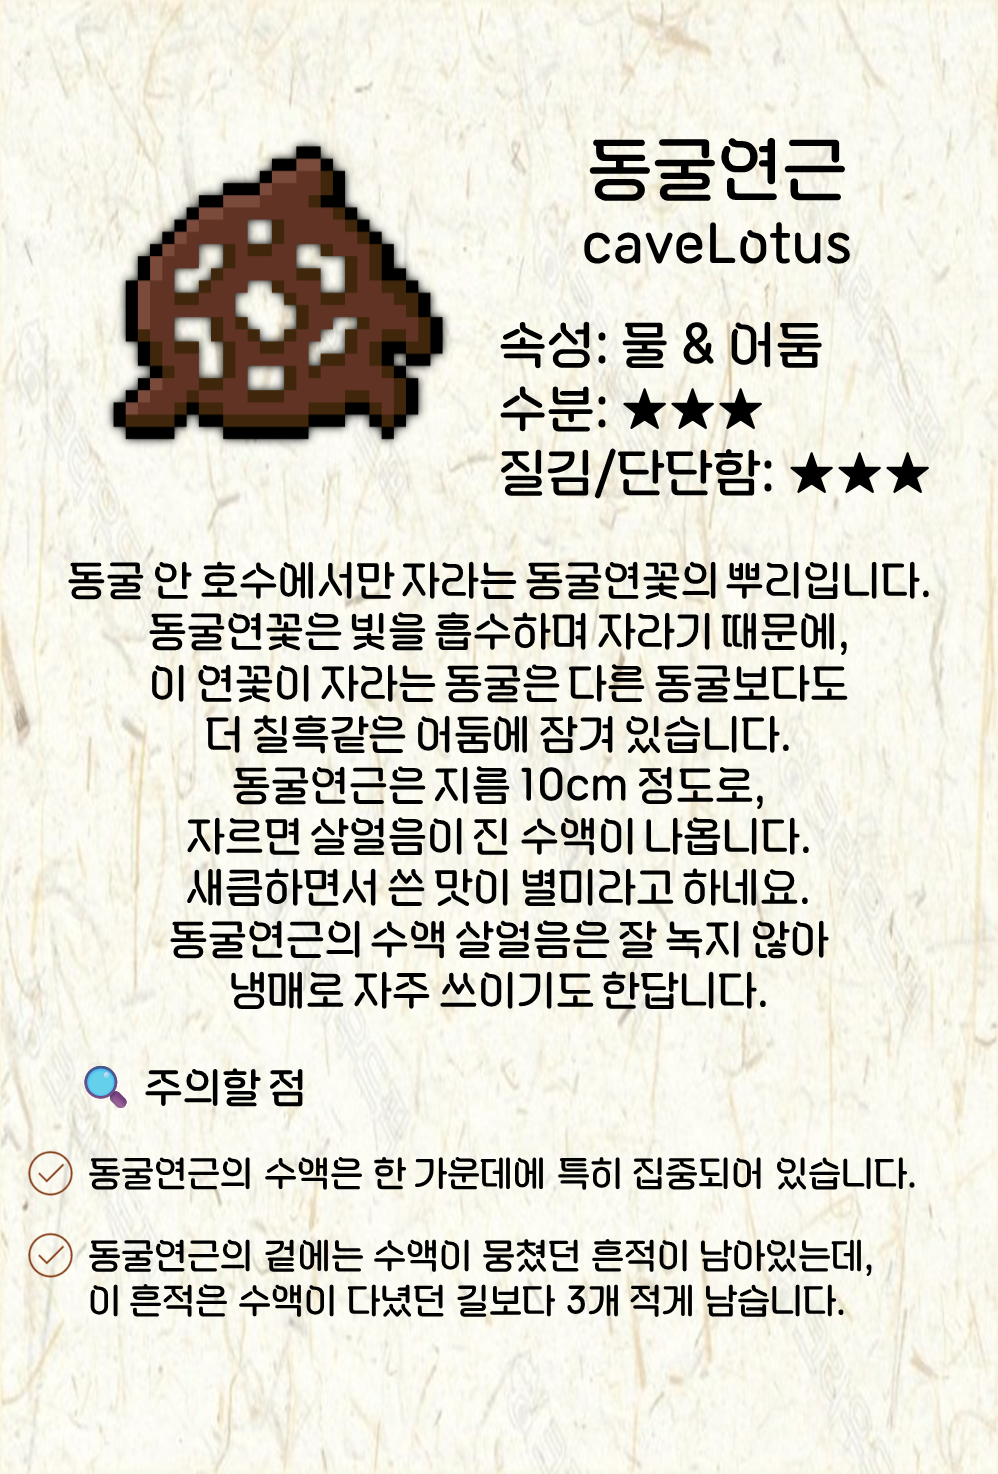 동굴연근
caveLotus
속성: 물 & 어둠
수분: ★★★
질김/단단함: ★★★
동굴 안 호수에서만 자라는 동굴연꽃의 뿌리입니다.
동굴연꽃은 빛을 흡수하며 자라기 때문에,
이 연꽃이 자라는 동굴은 다른 동굴보다도
더 칠흑같은 어둠에 잠겨 있습니다.
동굴연근은 지름 10cm 정도로,
자르면 살얼음이 진 수액이 나옵니다.
새큼하면서 쓴 맛이 별미라고 하네요.
동굴연근의 수액 살얼음은 잘 녹지 않아
냉매로 자주 쓰이기도 한답니다.
주의할 점
동굴연근의 수액은 한 가운데에 특히 집중되어 있습니다.
동굴연근의 겉에는 수액이 뭉쳤던 흔적이 남아있는데,
이 흔적은 수액이 다녔던 길보다 3개 적게 남습니다.